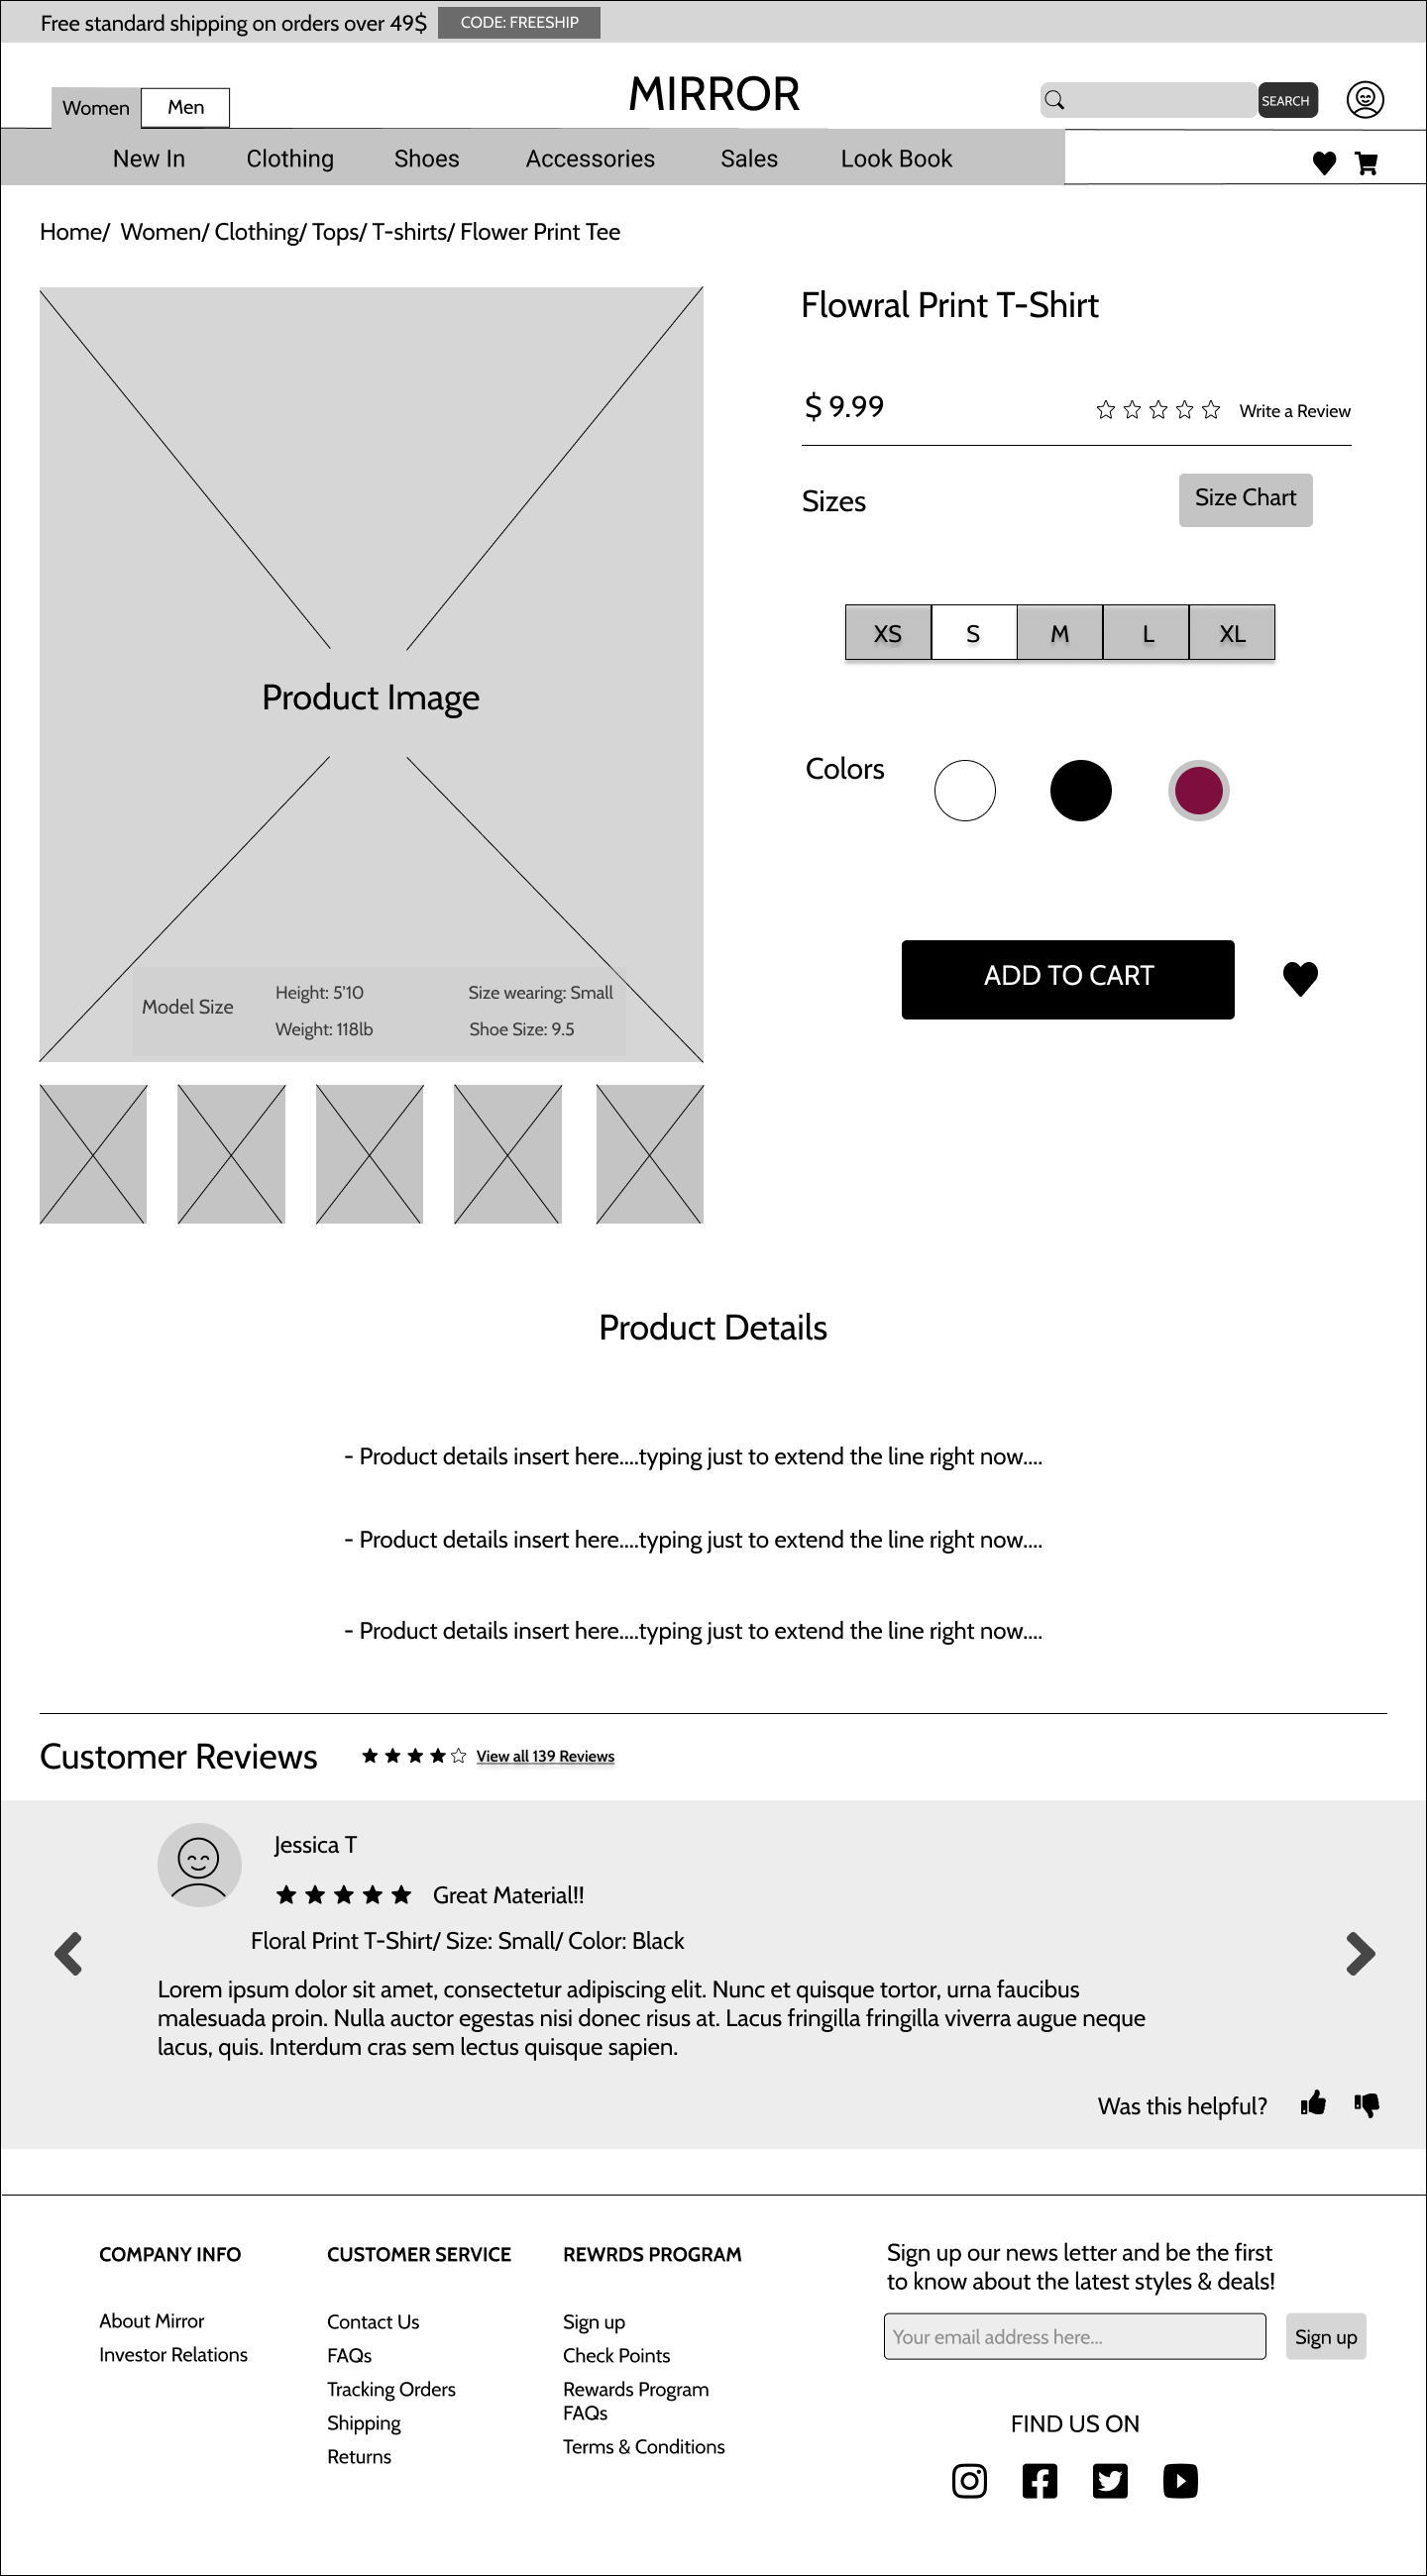 Free standard shipping on orders over 49$ CODE: FREESHIP
Women Men MIRROR SEARCH
New In Clothing Shoes Accessories Sales Look Book
Home/ Women/ Clothing/ Tops/ T-shirts/ Flower Print Tee
Flowral Print T-Shirt
$ 9.99 Write a Review
Sizes Size Chart
XS S M L XL
Product Image
Colors
ADD TO CART
Model Size
Height: 5'10 Size wearing: Small
Weight: 118lb Shoe Size: 9.5
Product Details
- Product details insert here....typing just to extend the line right now....
- Product details insert here....typing just to extend the line right now....
- Product details insert here....typing just to extend the line right now....
Customer Reviews View all 139 Reviews
Jessica T
Great Material!!
Floral Print T-Shirt/ Size: Small/ Color: Black
Lorem ipsum dolor sit amet, consectetur adipiscing elit. Nunc et quisque tortor, urna faucibus
malesuada proin. Nulla auctor egestas nisi donec risus at. Lacus fringilla fringilla viverra augue neque
lacus, quis. Interdum cras sem lectus quisque sapien.
Was this helpful?
COMPANY INFO
About Mirror
Investor Relations
CUSTOMER SERVICE
Contact Us
FAQs
Tracking Orders
Shipping
Returns
REWRDS PROGRAM
Sign up
Check Points
Rewards Program
FAQs
Terms & Conditions
Sign up our news letter and be the first
to know about the latest styles & deals!
Your email address here... Sign up
FIND US ON